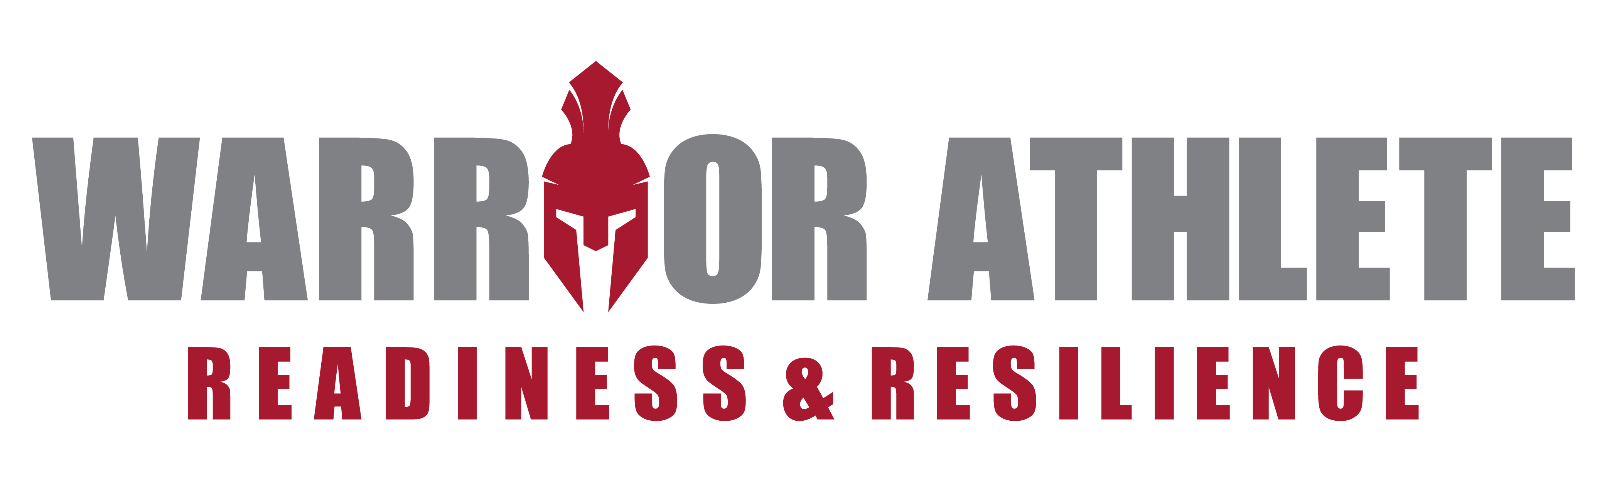 WARRIOR ATHLETE
READINESS & RESILIENCE